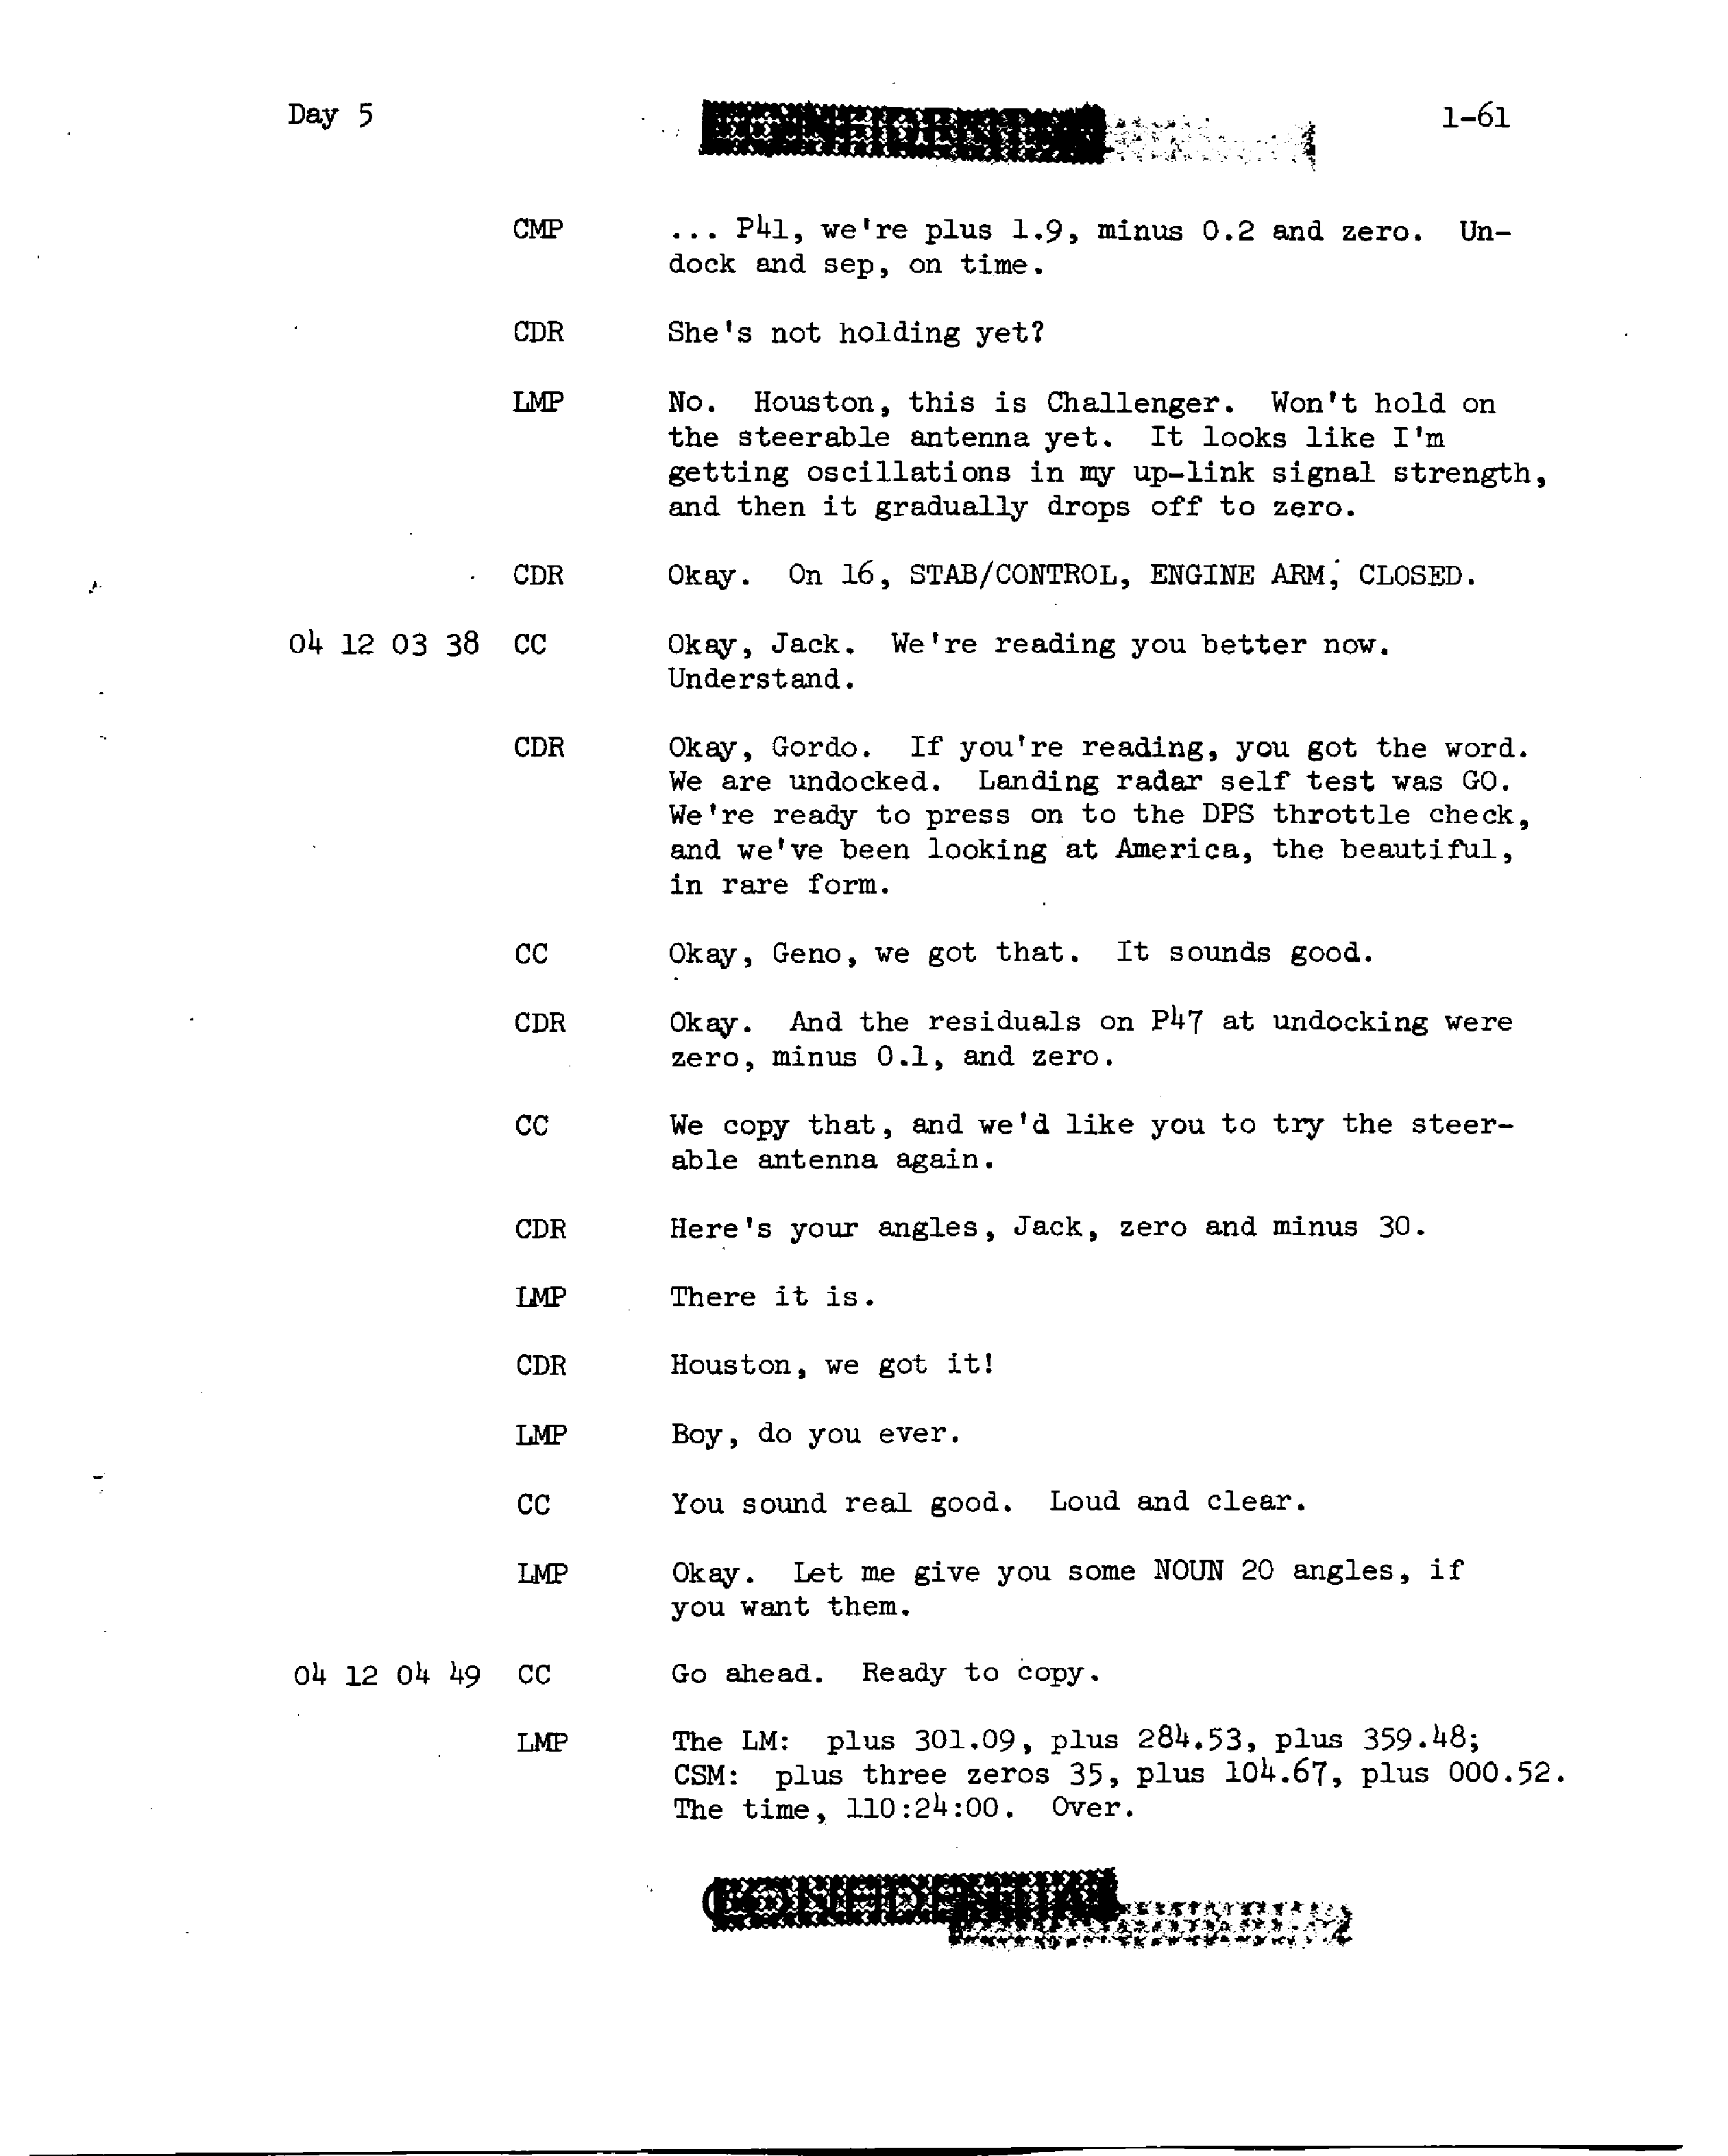 Day 5
1-61
CMP ... P41, we're plus 1.9, minus 0.2 and zero. Un-
dock and sep, on time.
CDR She's not holding yet?
LMP No. Houston, this is Challenger. Won't hold on
the steerable antenna yet. It looks like I'm
getting oscillations in my up-link signal strength,
and then it gradually drops off to zero.
CDR Okay. On 16, STAB/CONTROL, ENGINE ARM, CLOSED.
04 12 03 38 CC Okay, Jack. We're reading you better now.
Understand.
CDR Okay, Gordo. If you're reading, you got the word.
We are undocked. Landing radar self test was GO.
We're ready to press on to the DPS throttle check,
and we've been looking at America, the beautiful,
in rare form.
CC Okay, Geno, we got that. It sounds good.
CDR Okay. And the residuals on P47 at undocking were
zero, minus 0.1, and zero.
CC We copy that, and we'd like you to try the steer-
able antenna again.
CDR Here's your angles, Jack, zero and minus 30.
LMP There it is.
CDR Houston, we got it!
LMP Boy, do you ever.
CC You sound real good. Loud and clear.
LMP Okay. Let me give you some NOUN 20 angles, if
you want them.
04 12 04 49 CC Go ahead. Ready to copy.
LMP The LM: plus 301.09, plus 284.53, plus 359.48;
CSM: plus three zeros 35, plus 104.67, plus 000.52.
The time, 110:24:00. Over.
CONFIDENTIAL